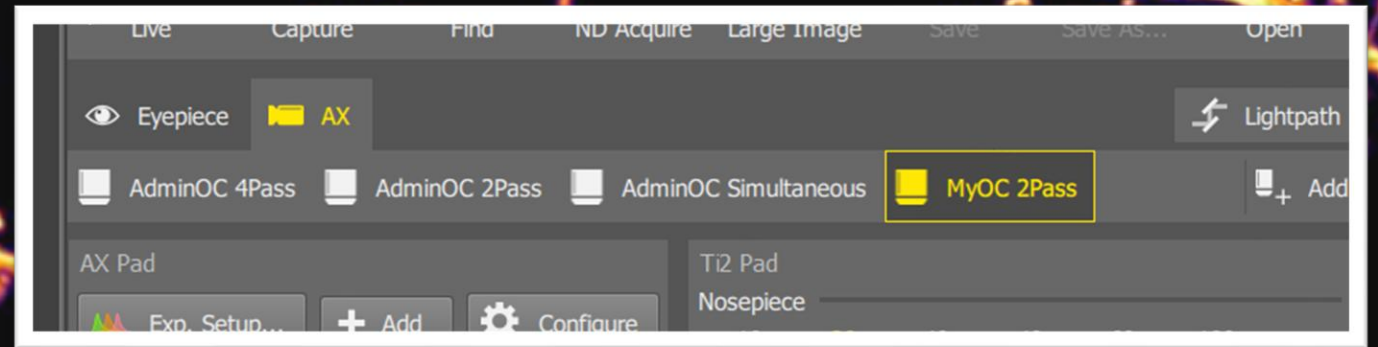 Live Capture Find ND Acquire Large Image Save Save As... Open
Eyepiece AX Lightpath
AdminOC 4Pass AdminOC 2Pass AdminOC Simultaneous MyOC 2Pass Add
AX Pad Ti2 Pad
Exp. Setup... Add Configure Nosepiece